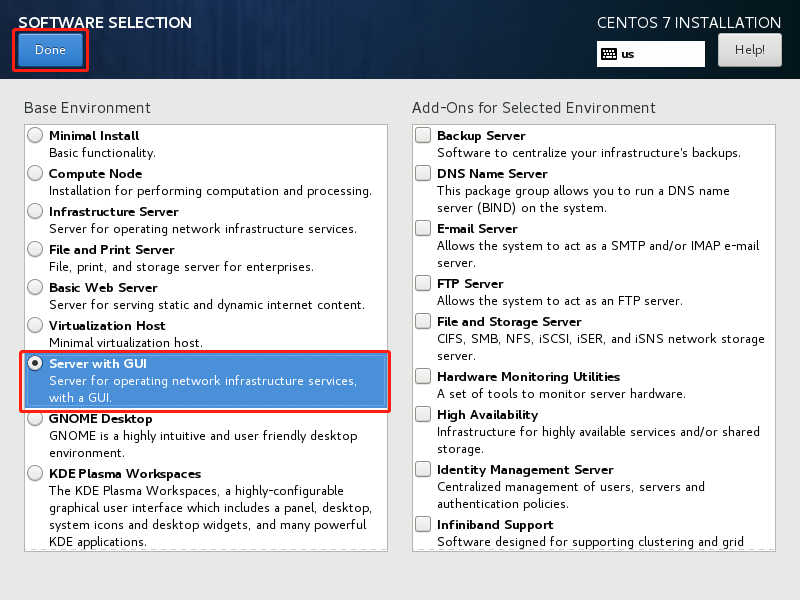 SOFTWARE SELECTION
Done
CENTOS 7 INSTALLATION
us
Help!
Base Environment
Minimal Install
Basic functionality.
Compute Node
Installation for performing computation and processing.
Infrastructure Server
Server for operating network infrastructure services.
File and Print Server
File, print, and storage server for enterprises.
Basic Web Server
Server for serving static and dynamic internet content.
Virtualization Host
Minimal virtualization host.
Server with GUI
Server for operating network infrastructure services,
with a GUI.
GNOME Desktop
GNOME is a highly intuitive and user friendly desktop
environment.
KDE Plasma Workspaces
The KDE Plasma Workspaces, a highly-configurable
graphical user interface which includes a panel, desktop,
system icons and desktop widgets, and many powerful
KDE applications.
Add-Ons for Selected Environment
Backup Server
Software to centralize your infrastructure's backups.
DNS Name Server
This package group allows you to run a DNS name
server (BIND) on the system.
E-mail Server
Allows the system to act as a SMTP and/or IMAP e-mail
server.
FTP Server
Allows the system to act as an FTP server.
File and Storage Server
CIFS, SMB, NFS, iSCSI, iSER, and iSNS network storage
server.
Hardware Monitoring Utilities
A set of tools to monitor server hardware.
High Availability
Infrastructure for highly available services and/or shared
storage.
Identity Management Server
Centralized management of users, servers and
authentication policies.
Infiniband Support
Software designed for supporting clustering and grid